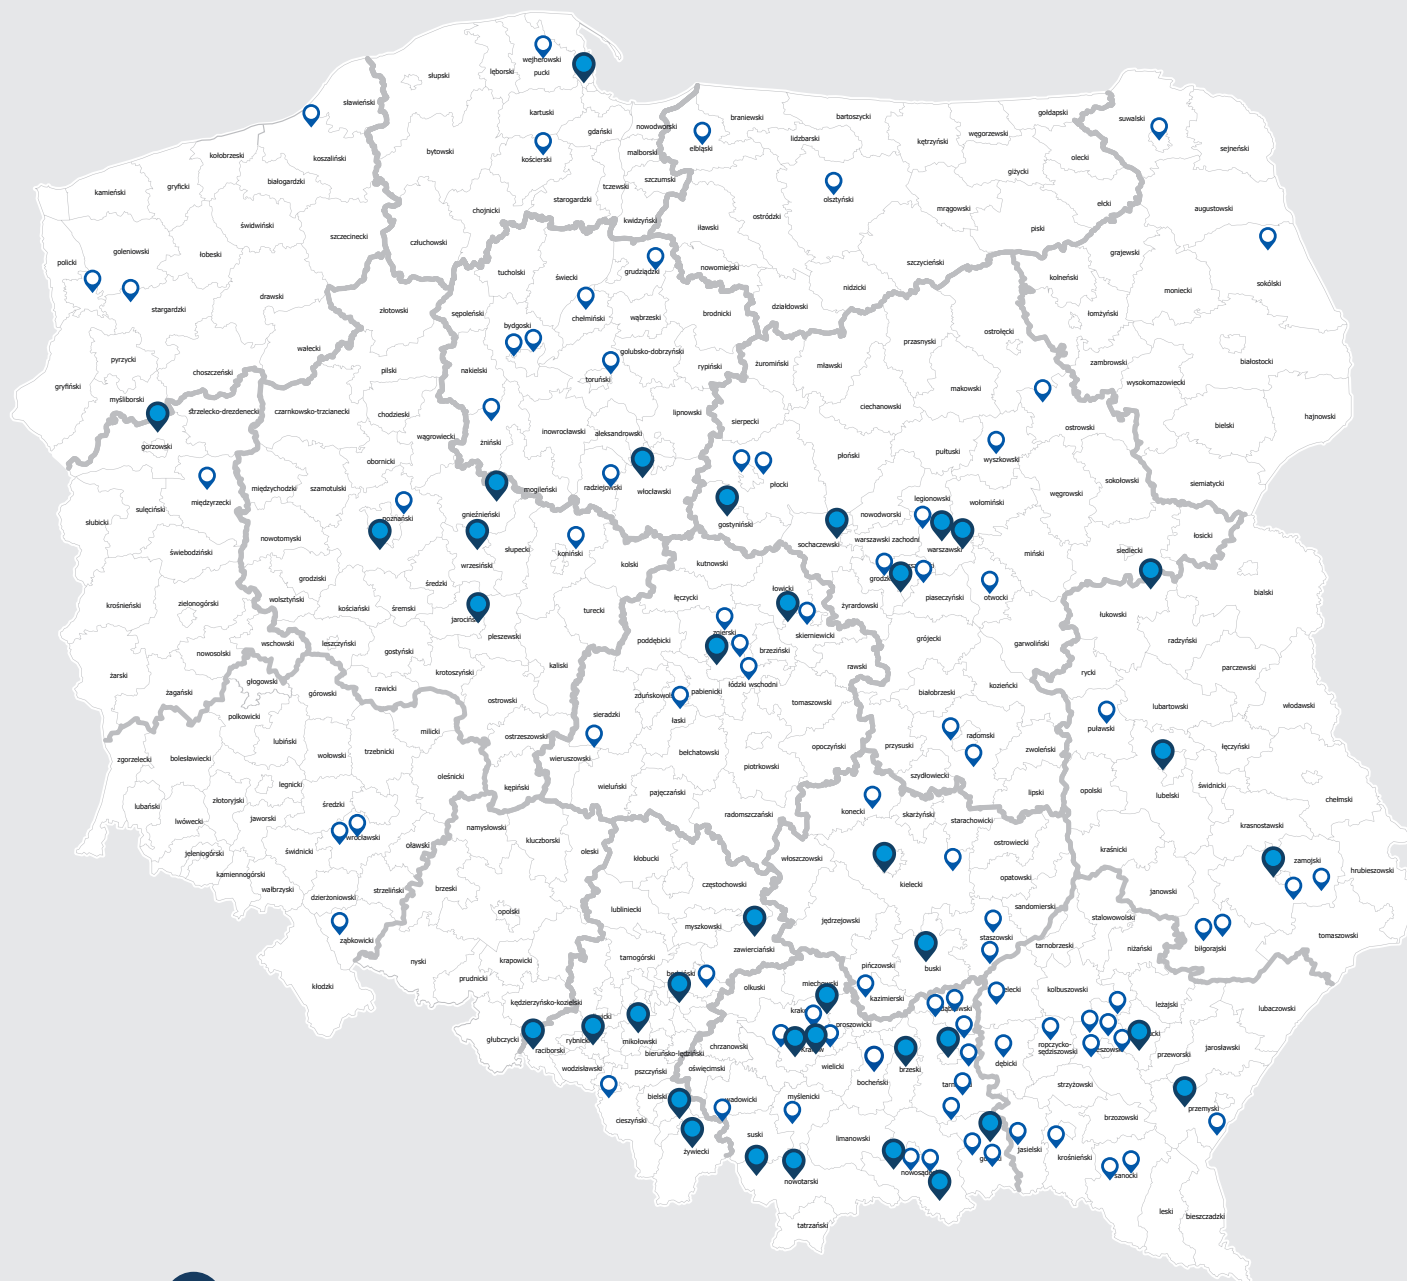 wejherowski
pucki
lęborski
słupski
sławieński
kartuski
gdański
nowodworski
kościerski
bytowski
malborski
sztumski
tczewski
starogardzki
kwidzyński
chojnicki
człuchowski
elbląski
braniewski
bartoszycki
lidzbarski
kętrzyński
węgorzewski
gołdapski
olecki
giżycki
ełcki
mrągowski
piski
olsztyński
ostródzki
iławski
nowomiejski
szczycieński
nidzicki
działdowski
suwalski
sejneński
augustowski
grajewski
kolneński
moniecki
sokólski
łomżyński
zambrowski
białostocki
wysokomazowiecki
hajnowski
bielski
siemiatycki
kołobrzeski
koszaliński
białogardzki
gryficki
kamieński
świdwiński
szczecinecki
goleniowski
łobeski
policki
drawski
stargardzki
wałecki
pyrzycki
choszczeński
gryfiński
myśliborski
złotowski
pilski
czarnkowsko-trzcianecki
chodzieski
wągrowiecki
obornicki
międzychodzi
szamotulski
poznański
gnieźnieński
nowotomyski
słupecki
wrzesiński
koniński
kolski
grodziski
średzki
wolsztyński
kościański
śremski
jarociński
turecki
pleszewski
leszczyński
gostyński
krotoszyński
kaliski
rawicki
ostrowski
ostrzeszowski
kępiński
strzelecko-drezdenecki
gorzowski
międzyrzecki
sulęciński
słubicki
świebodziński
krośnieński
zielonogórski
wschowski
nowosolski
żarski
żagański
tucholski
świecki
grudziądzki
sępoleński
chełmiński
wąbrzeski
brodnicki
bydgoski
golubsko-dobrzyński
toruński
rypiński
nakielski
lipnowski
żniński
inowrocławski
aleksandrowski
radziejowski
włocławski
mogileński
żuromiński
mławski
przasnyski
ostrołęcki
makowski
ciechanowski
sierpecki
ostrowski
płoński
pułtuski
wyszkowski
płocki
sokołowski
węgrowski
gostyniński
legionowski
wołomiński
nowodworski
sochaczewski
warszawski zachodni
warszawski
miński
siedlecki
łosicki
piaseczyński
otwocki
żyrardowski
grójecki
garwoliński
białobrzeski
kozienicki
radomski
przysuski
zwoleński
szydłowiecki
lipski
kutnowski
łęczycki
łowicki
zgierski
skierniewicki
poddębicki
brzeziński
łódzki wschodni
rawski
pabienicki
łaski
tomaszowski
sieradzki
opoczyński
bełchatowski
wieruszowski
piotrkowski
wieluński
pajęczański
radomszczański
bialski
łukowski
radzyński
parczewski
rycki
włodawski
lubartowski
puławski
łęczyński
świdnicki
lubelski
opolski
chełmski
krasnostawski
kraśnicki
zamojski
hrubieszowski
janowski
biłgorajski
tomaszowski
głogowski
górowski
polkowicki
milicki
lubiński
wołowski
trzebnicki
zgorzelecki
bolesławiecki
oleśnicki
legnicki
złotoryjski
średzki
lubański
lwówecki
jaworski
wrocławski
oławski
jeleniogórski
świdnicki
kamiennogórski
wałbrzyski
dzierżoniowski
strzeliński
ząbkowicki
kłodzki
namysłowski
kluczborski
oleski
brzeski
opolski
nyski
krapowicki
prudnicki
kędzierzyńsko-kozielski
głubczycki
kłobucki
częstochowski
lubliniecki
myszkowski
zawierciański
tarnogórski
raciborski
mikołowski
bieruńsko-lędziński
wodzisławski
pszczyński
bielski
cieszyński
żywiecki
konecki
skarżyński
starachowicki
ostrowiecki
włoszczowski
kielecki
opatowski
sandomierski
jędrzejowski
staszowski
buski
pińczowski
kazimierski
olkuski
miechowski
proszowicki
chrzanowski
oświęcimski
wielicki
bocheński
brzeski
myślenicki
suski
limanowski
nowotarski
tatrzański
stalowowolski
tarnobrzeski
niżański
kolbuszowski
leżajski
lubaczowski
ropczycko-
sędziszowski
dębicki
przeworski
jarosławski
strzyżowski
brzozowski
przemyski
jasielski
krośnieński
sanocki
leski
bieszczadzki